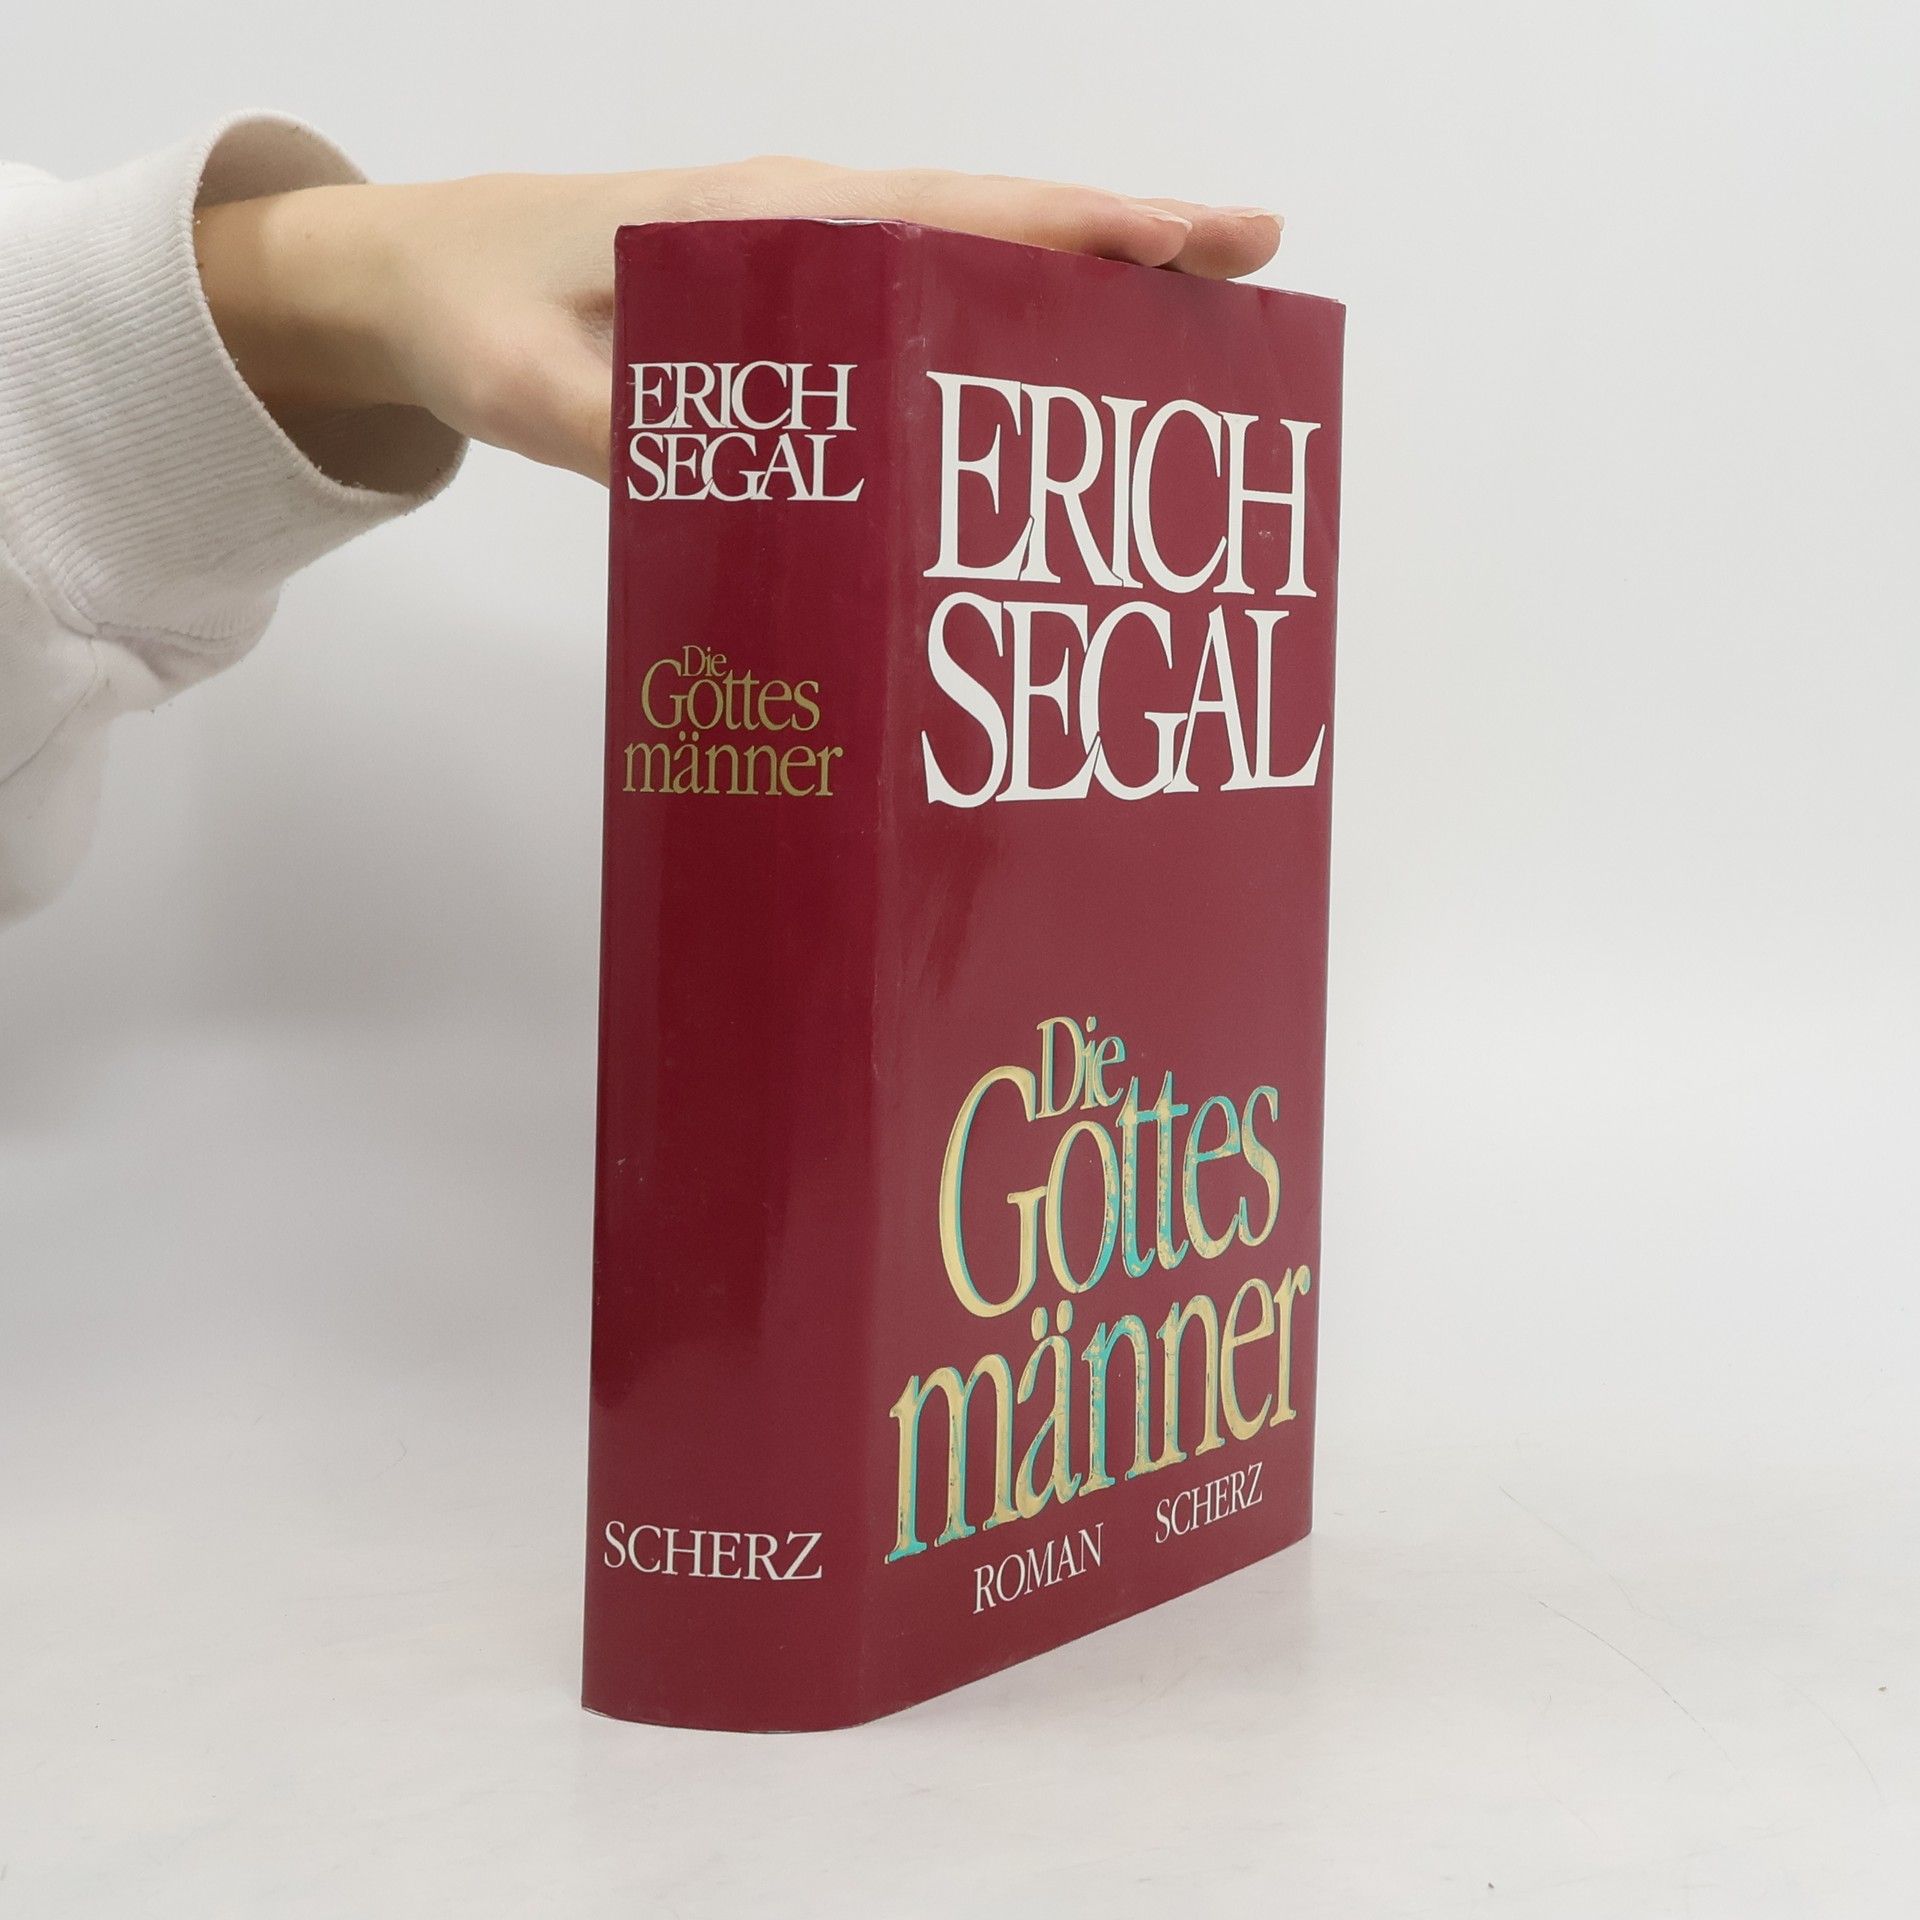 ERICH
SEGAL
Die
Gottes
männer
SCHERZ
ERICH
SEGAL
Die
Gottes
männer
ROMAN SCHERZ